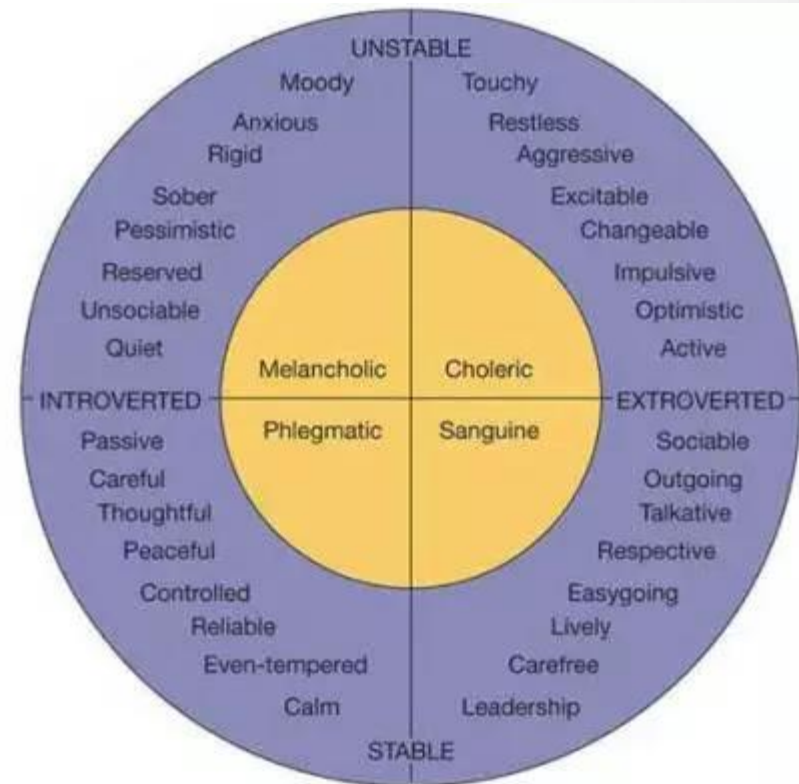 UNSTABLE
Moody Touchy
Anxious Restless
Rigid Aggressive
Sober Excitable
Pessimistic Changeable
Reserved Impulsive
Unsociable Optimistic
Quiet Active
Melancholic Choleric
INTROVERTED EXTROVERTED
Phlegmatic Sanguine
Passive Sociable
Careful Outgoing
Thoughtful Talkative
Peaceful Respective
Controlled Easygoing
Reliable Lively
Even-tempered Carefree
Calm Leadership
STABLE